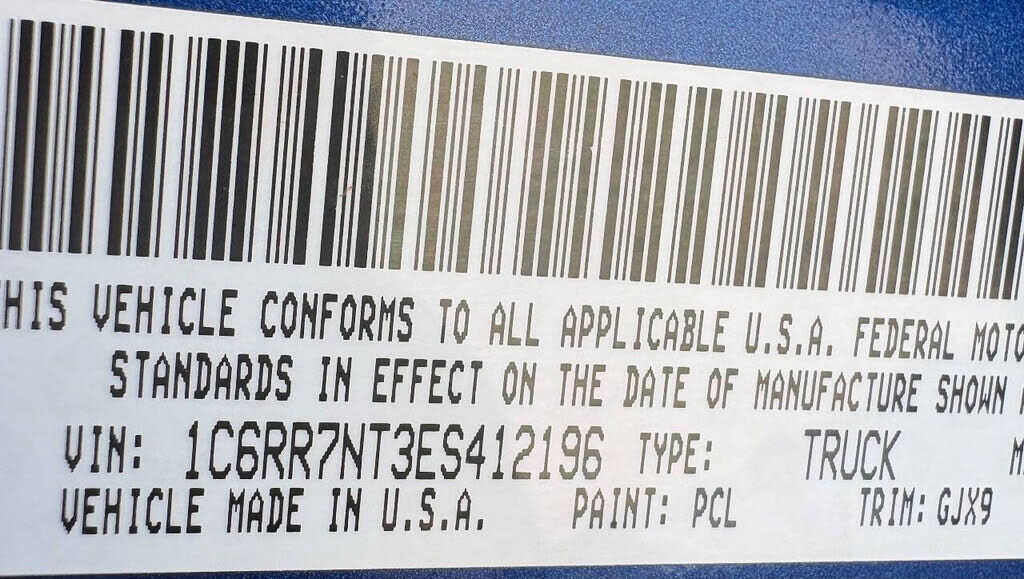 HIS VEHICLE CONFORMS TO ALL APPLICABLE U.S.A. FEDERAL MOTO
STANDARDS IN EFFECT ON THE DATE OF MANUFACTURE SHOWN
VIN: 1C6RR7NT3ES412196 TYPE: TRUCK
VEHICLE MADE IN U.S.A. PAINT: PCL TRIM: GJX9